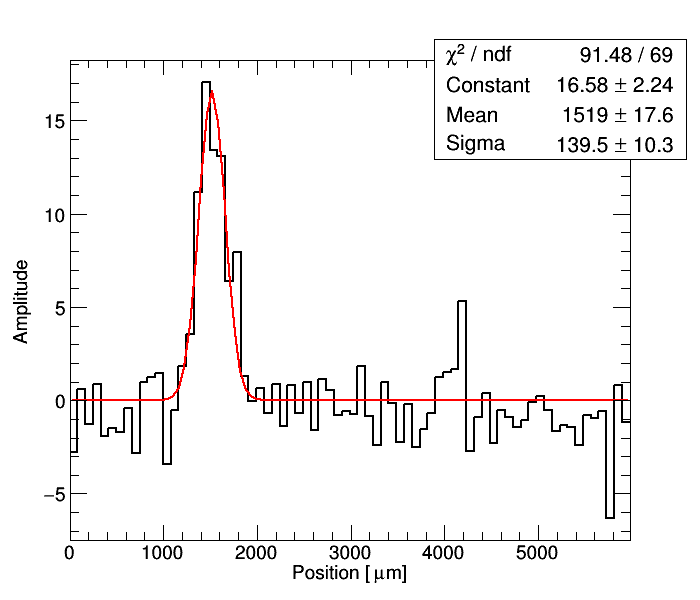 χ² / ndf 91.48 / 69
Constant 16.58 ± 2.24
Mean 1519 ± 17.6
Sigma 139.5 ± 10.3
15
10
5
0
−5
Amplitude
0 1000 2000 3000 4000 5000
Position [ μm]